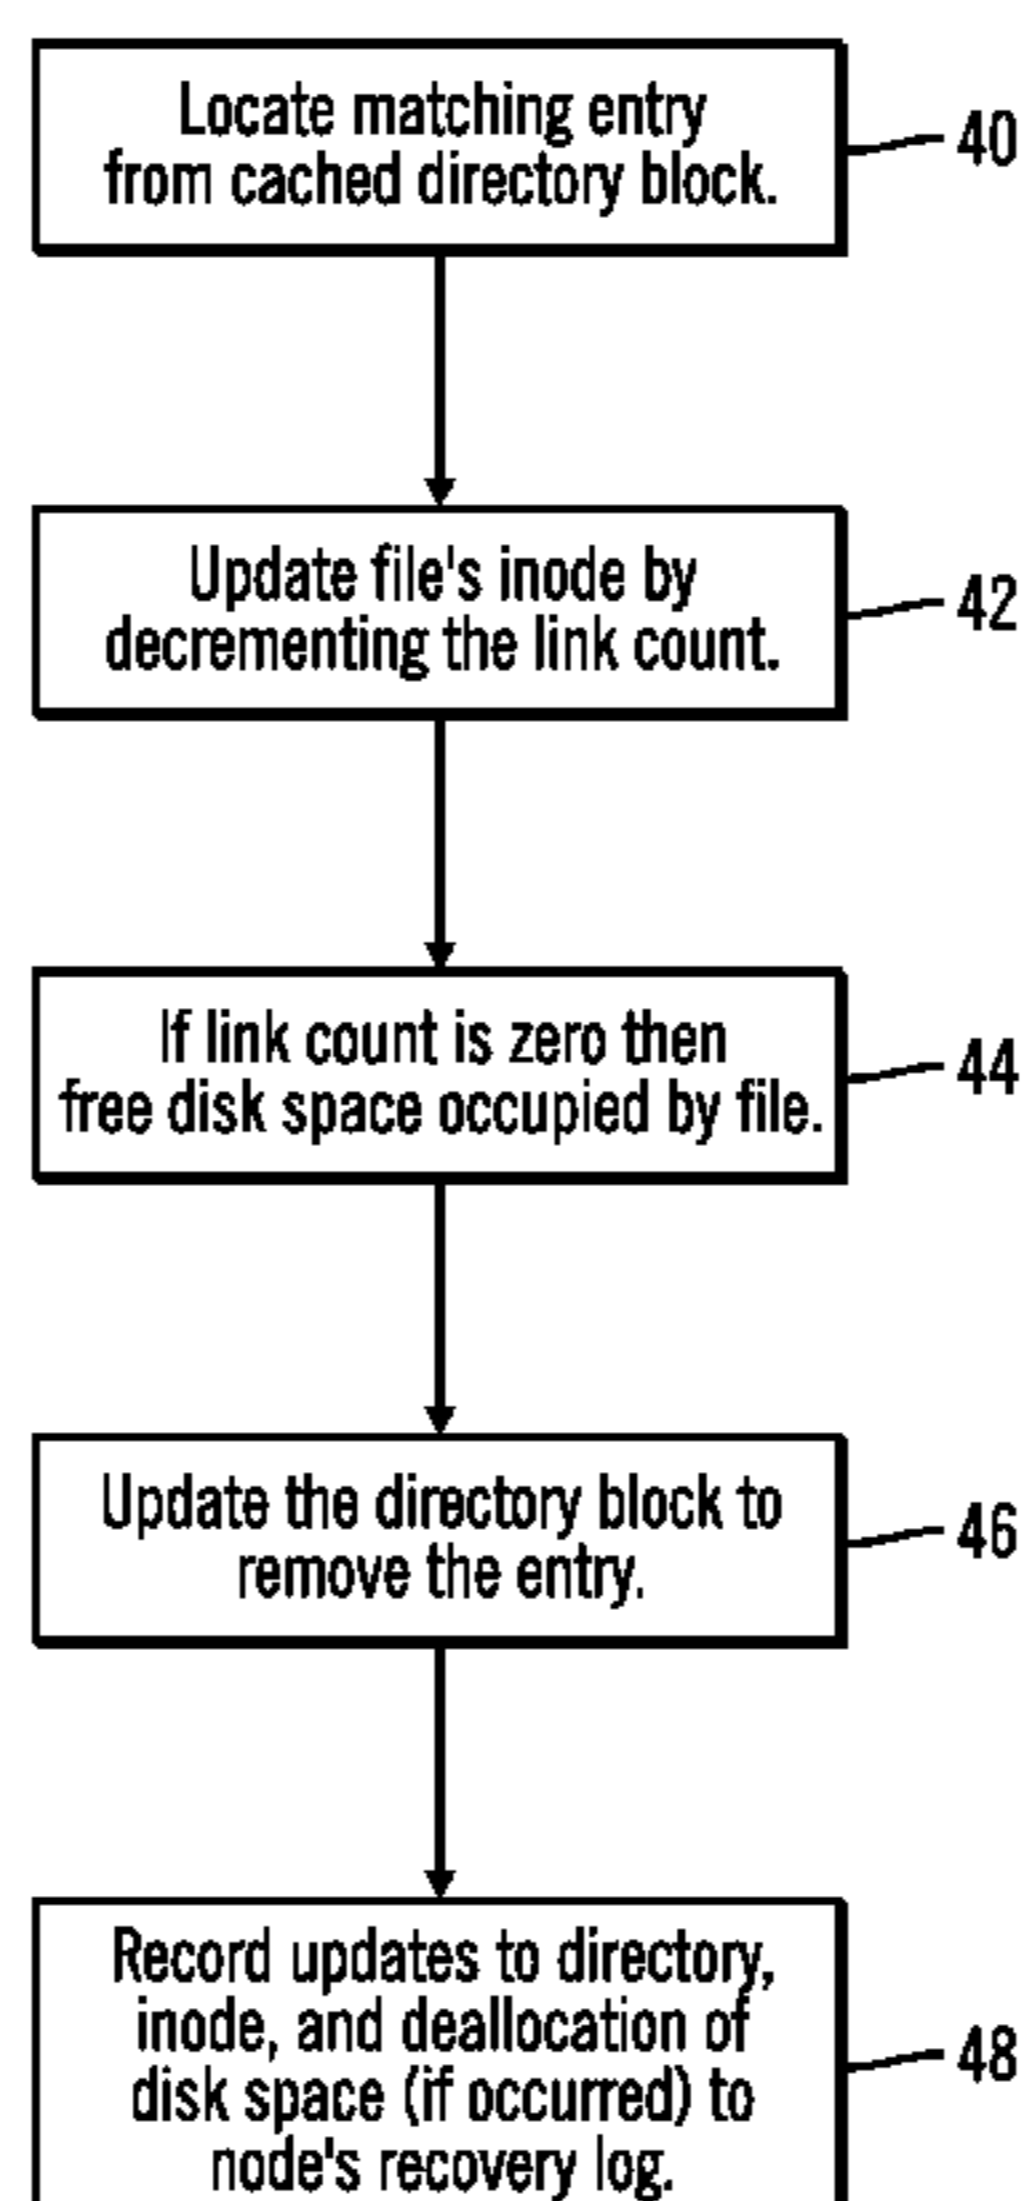 Locate matching entry
from cached directory block.
40
Update file's inode by
decrementing the link count.
42
If link count is zero then
free disk space occupied by file.
44
Update the directory block to
remove the entry.
46
Record updates to directory,
inode, and deallocation of
disk space (if occurred) to
node's recovery log.
48